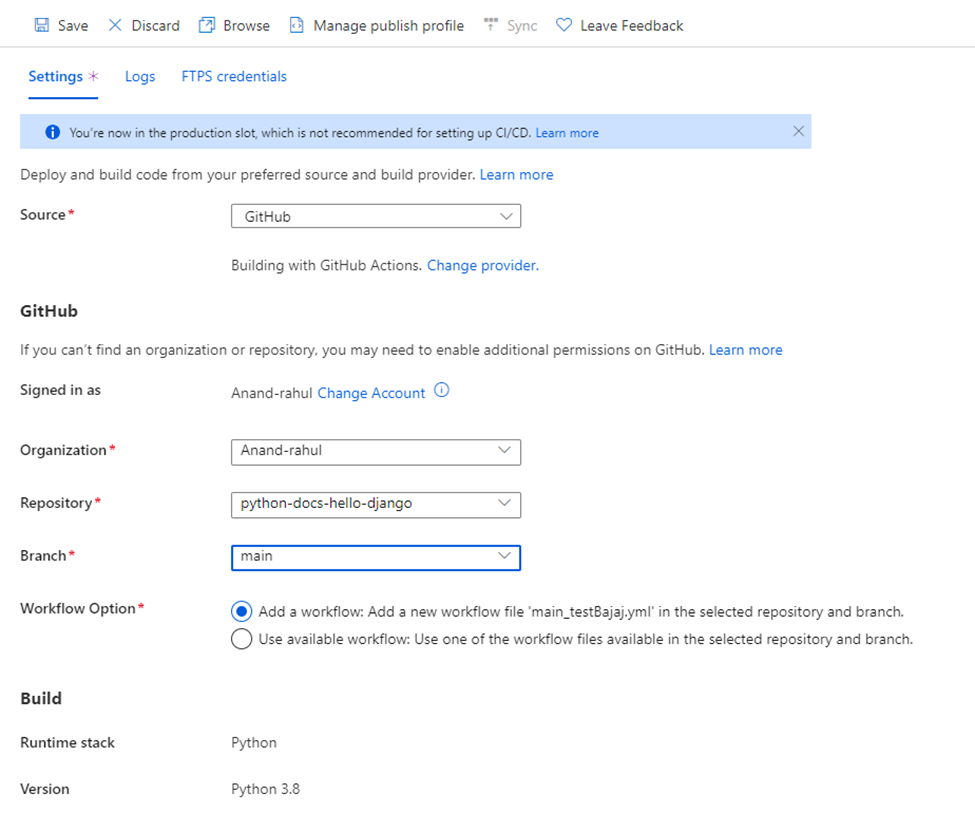 Save Discard Browse Manage publish profile Sync Leave Feedback
Settings * Logs FTPS credentials
You're now in the production slot, which is not recommended for setting up CI/CD. Learn more
Deploy and build code from your preferred source and build provider. Learn more
Source* GitHub
Building with GitHub Actions. Change provider.
GitHub
If you can't find an organization or repository, you may need to enable additional permissions on GitHub. Learn more
Signed in as Anand-rahul Change Account
Organization* Anand-rahul
Repository* python-docs-hello-django
Branch* main
Workflow Option* Add a workflow: Add a new workflow file 'main_testBajaj.yml' in the selected repository and branch.
Use available workflow: Use one of the workflow files available in the selected repository and branch.
Build
Runtime stack Python
Version Python 3.8